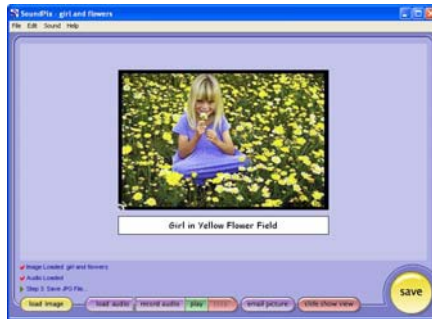 SoundPix - girl and flowers
File Edit Sound Help
Girl in Yellow Flower Field
Image Loaded girl and flowers
Audio Loaded
Step 3: Save JPG File...
load image load audio record audio play stop email picture slide show view
save